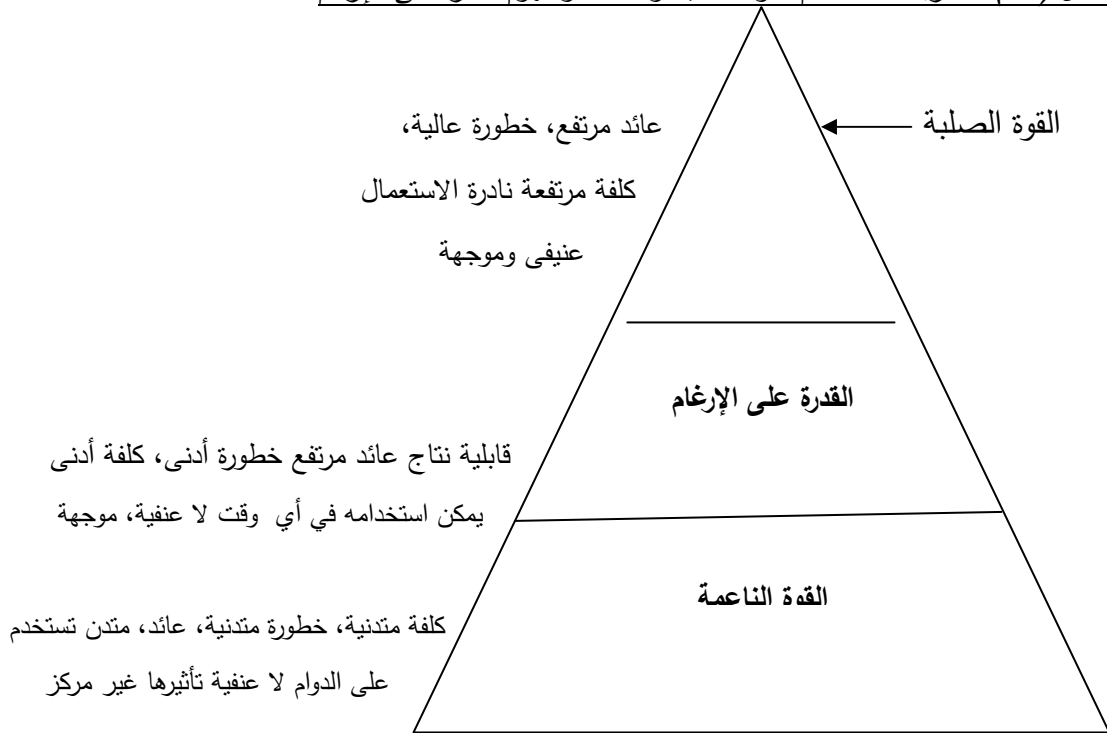 القوة الصلبة
عائد مرتفع، خطورة عالية،
كلفة مرتفعة نادرة الاستعمال
عنيفى وموجهة
القدرة على الإرغام
قابلية نتاج عائد مرتفع خطورة أدنى، كلفة أدنى
يمكن استخدامه في أي وقت لا عنفية، موجهة
القوة الناعمة
كلفة متدنية، خطورة متدنية، عائد، متدن تستخدم
على الدوام لا عنفية تأثيرها غير مركز